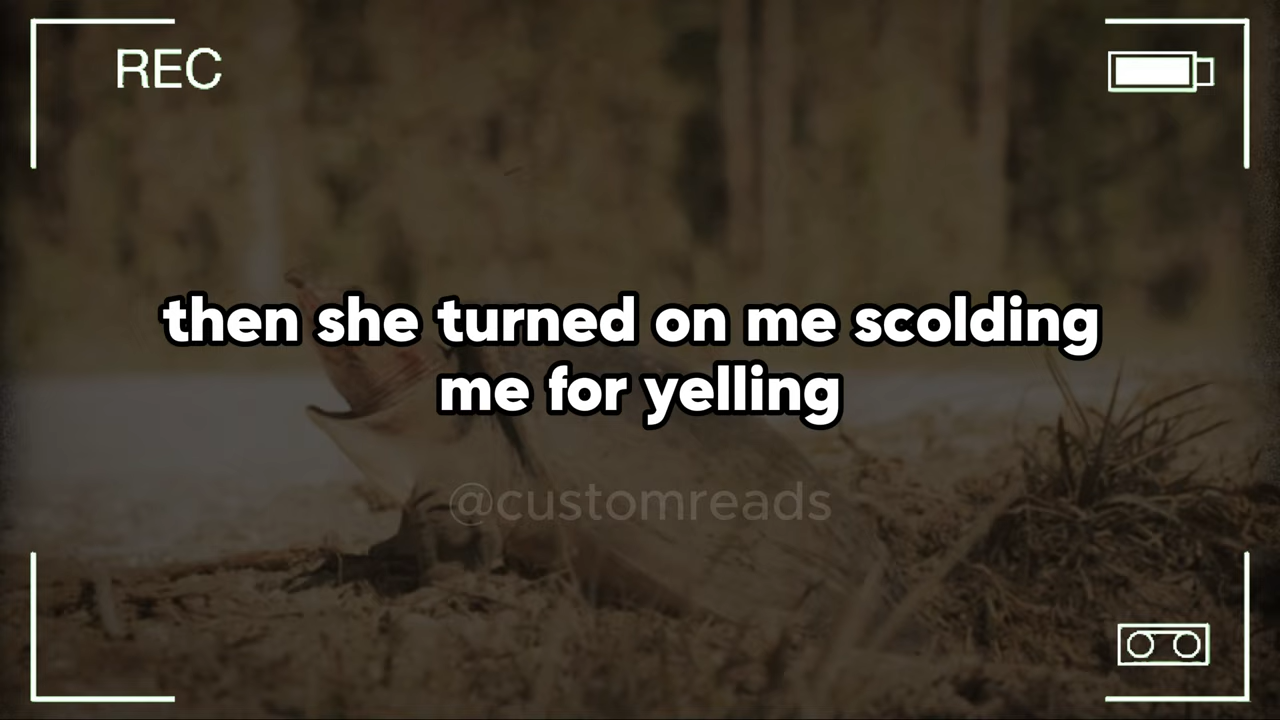 REC
then she turned on me scolding
me for yelling
@customreads